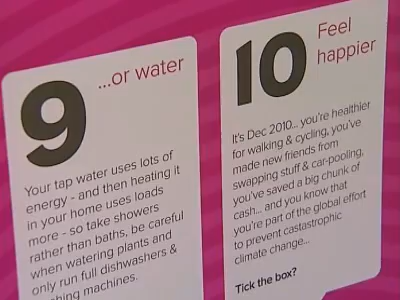 9
...or water
Your tap water uses lots of
energy - and then heating it
in your home uses loads
more - so take showers
rather than baths, be careful
when watering plants and
only run full dishwashers &
machines.
10
Feel
happier
It's Dec 2010... you're healthier
for walking & cycling, you've
made new friends from
swapping stuff & car-pooling,
you've saved a big chunk of
cash... and you know that
you're part of the global effort
to prevent castastrophic
climate change...
Tick the box?